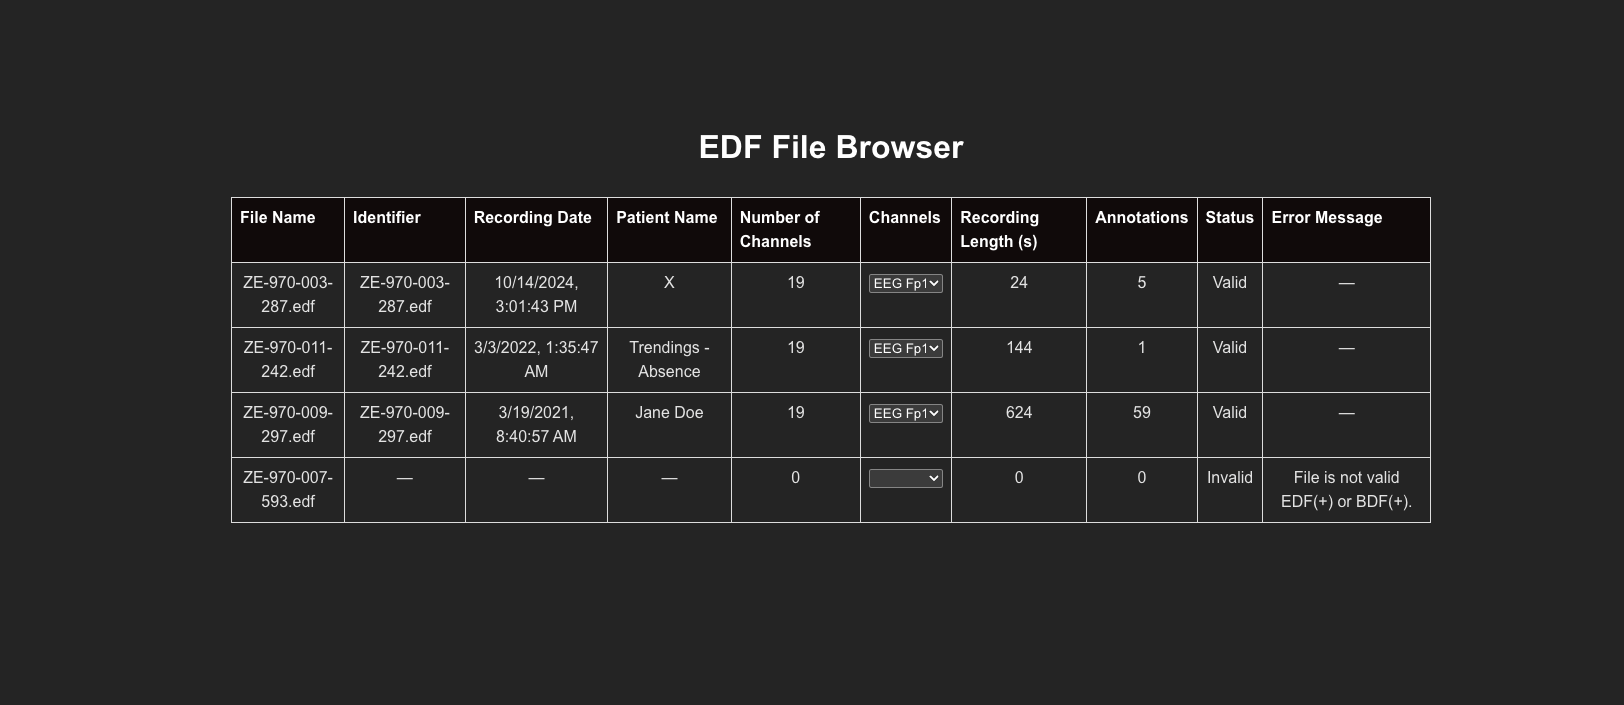 EDF File Browser
File Name Identifier Recording Date Patient Name Number of Channels Channels Recording Length (s) Annotations Status Error Message
ZE-970-003-287.edf ZE-970-003-287.edf 10/14/2024, 3:01:43 PM X 19 EEG Fp1 24 5 Valid —
ZE-970-011-242.edf ZE-970-011-242.edf 3/3/2022, 1:35:47 AM Trendings - Absence 19 EEG Fp1 144 1 Valid —
ZE-970-009-297.edf ZE-970-009-297.edf 3/19/2021, 8:40:57 AM Jane Doe 19 EEG Fp1 624 59 Valid —
ZE-970-007-593.edf — — — 0 0 0 Invalid File is not valid EDF(+) or BDF(+).